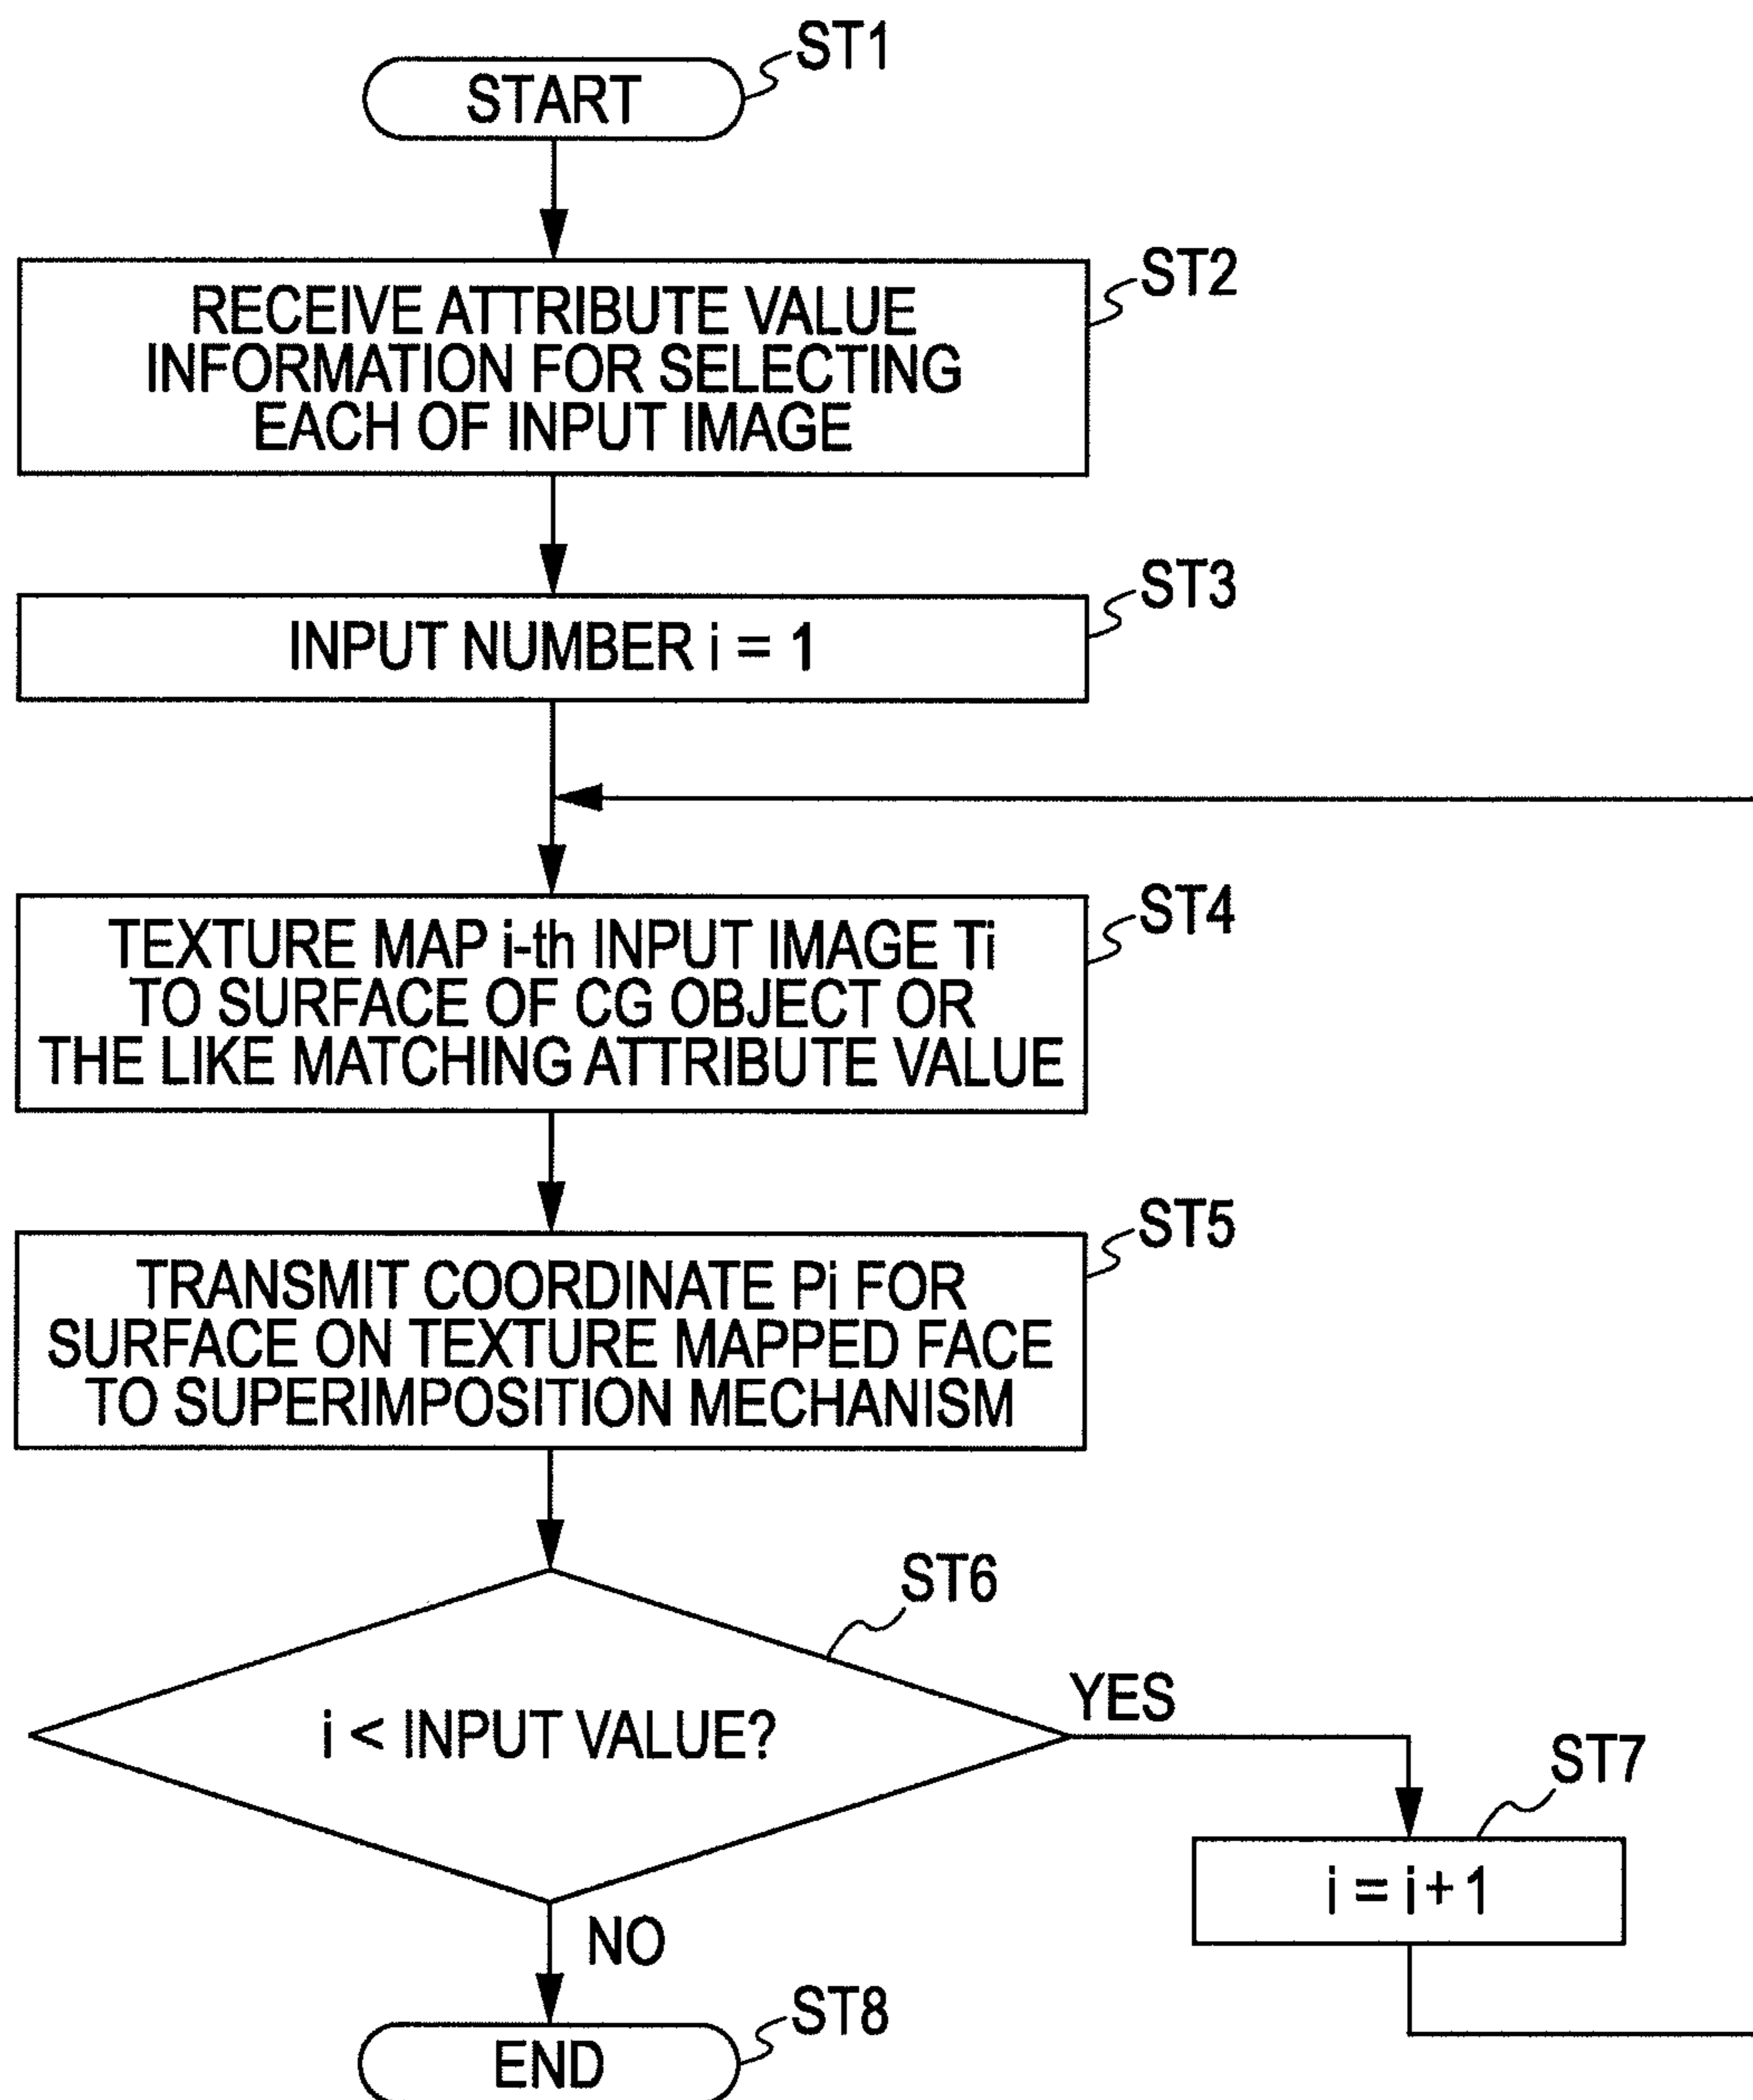 ST1
START
ST2
RECEIVE ATTRIBUTE VALUE
INFORMATION FOR SELECTING
EACH OF INPUT IMAGE
ST3
INPUT NUMBER i = 1
ST4
TEXTURE MAP i-th INPUT IMAGE Ti
TO SURFACE OF CG OBJECT OR
THE LIKE MATCHING ATTRIBUTE VALUE
ST5
TRANSMIT COORDINATE Pi FOR
SURFACE ON TEXTURE MAPPED FACE
TO SUPERIMPOSITION MECHANISM
ST6
i < INPUT VALUE?
YES
ST7
i = i + 1
NO
ST8
END